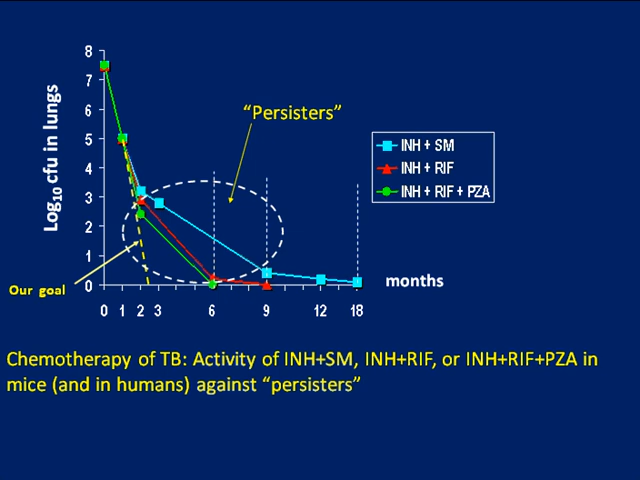 8
7
6
5
4
3
2
1
0
Log10 cfu in lungs
“Persisters”
INH + SM
INH + RIF
INH + RIF + PZA
Our goal
0 1 2 3 6 9 12 18
months
Chemotherapy of TB: Activity of INH+SM, INH+RIF, or INH+RIF+PZA in
mice (and in humans) against “persisters”